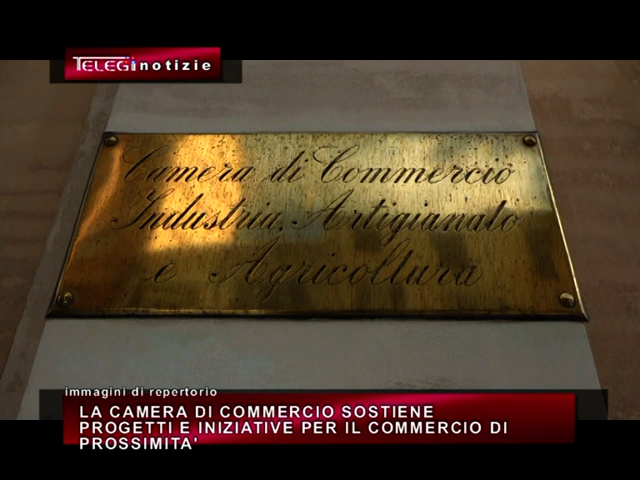 TELEGInotizie
Camera di Commercio
Industria, Artigianato
e Agricoltura
immagini di repertorio
LA CAMERA DI COMMERCIO SOSTIENE
PROGETTI E INIZIATIVE PER IL COMMERCIO DI
PROSSIMITA'